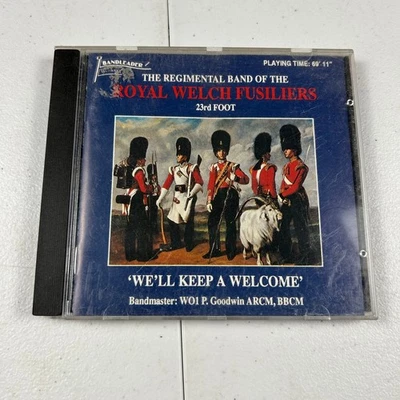 BANDLEADER
PLAYING TIME: 69' 11"
THE REGIMENTAL BAND OF THE
ROYAL WELCH FUSILIERS
23rd FOOT
'WE'LL KEEP A WELCOME'
Bandmaster: WO1 P. Goodwin ARCM, BBCM